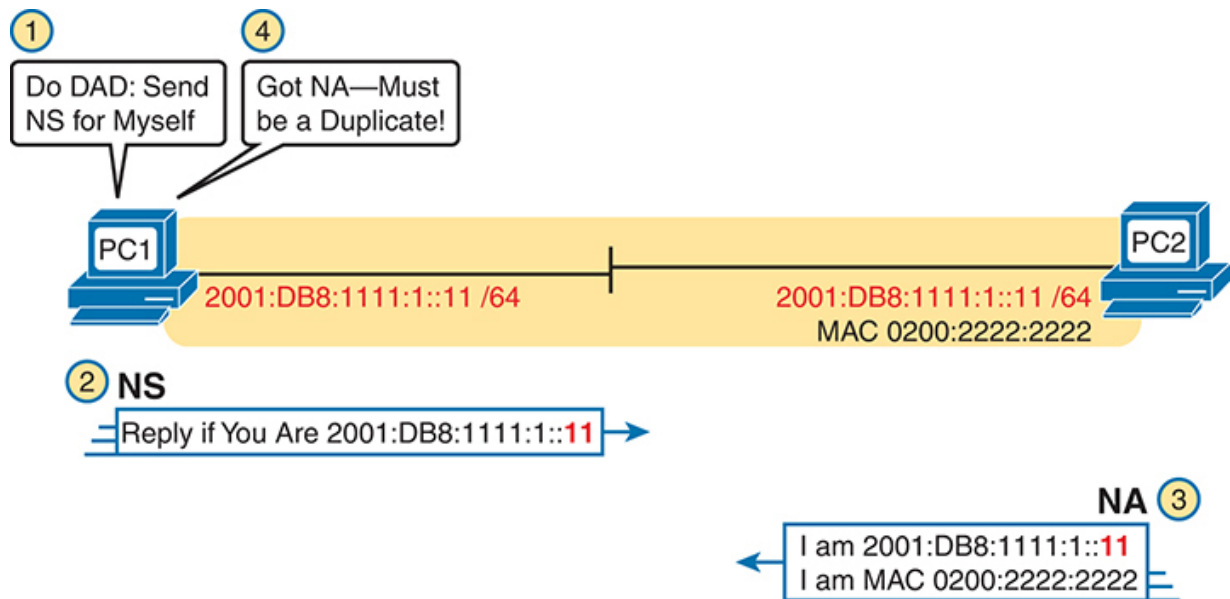 1
Do DAD: Send
NS for Myself
4
Got NA—Must
be a Duplicate!
PC1
PC2
2001:DB8:1111:1::11 /64
2001:DB8:1111:1::11 /64
MAC 0200:2222:2222
2 NS
Reply if You Are 2001:DB8:1111:1::11
NA 3
I am 2001:DB8:1111:1::11
I am MAC 0200:2222:2222